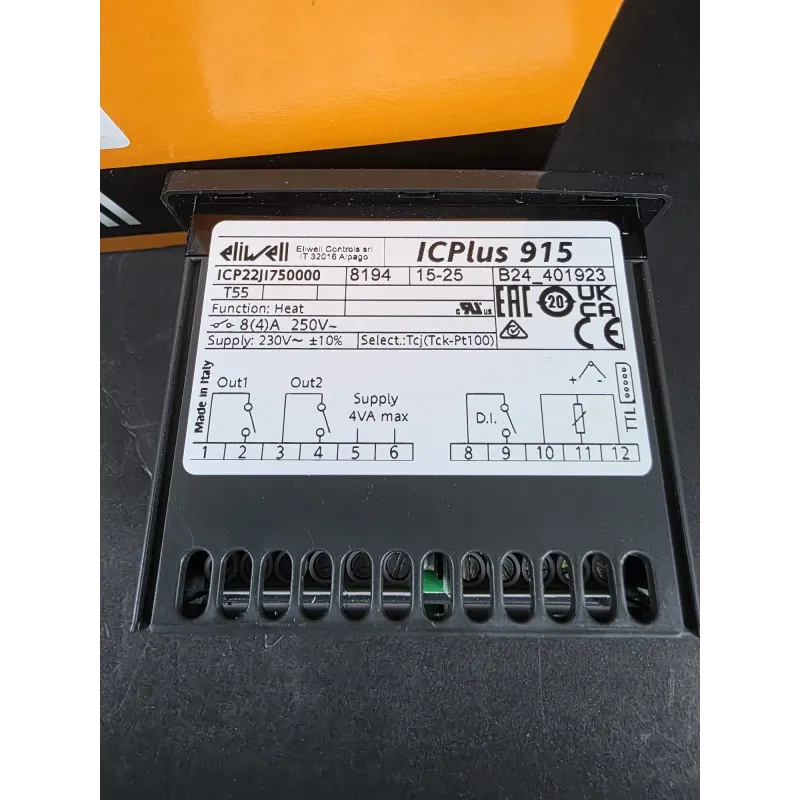 eliwell Eliwell Controls srl
IT 32016 Alpago
ICPlus 915
ICP22JI750000 8194 15-25 B24_401923
T55
Function: Heat
c RU us
EAC 20 UK CA
CE
8(4)A 250V~
Supply: 230V~ ±10% Select.:Tcj(Tck-Pt100)
Made in Italy
Out1 Out2 Supply
4VA max
D.I.
+ -
TTL
1 2 3 4 5 6 8 9 10 11 12